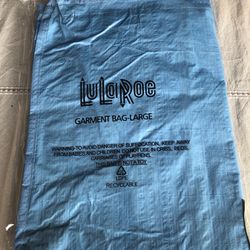 LuLaRoe
GARMENT BAG-LARGE
WARNING-TO AVOID DANGER OF SUFFOCATION, KEEP AWAY
FROM BABIES AND CHILDREN. DO NOT USE IN CRIBS, BEDS,
CARRIAGES OR PLAYPENS.
THIS BAG IS NOT A TOY
LDPE
RECYCLABLE